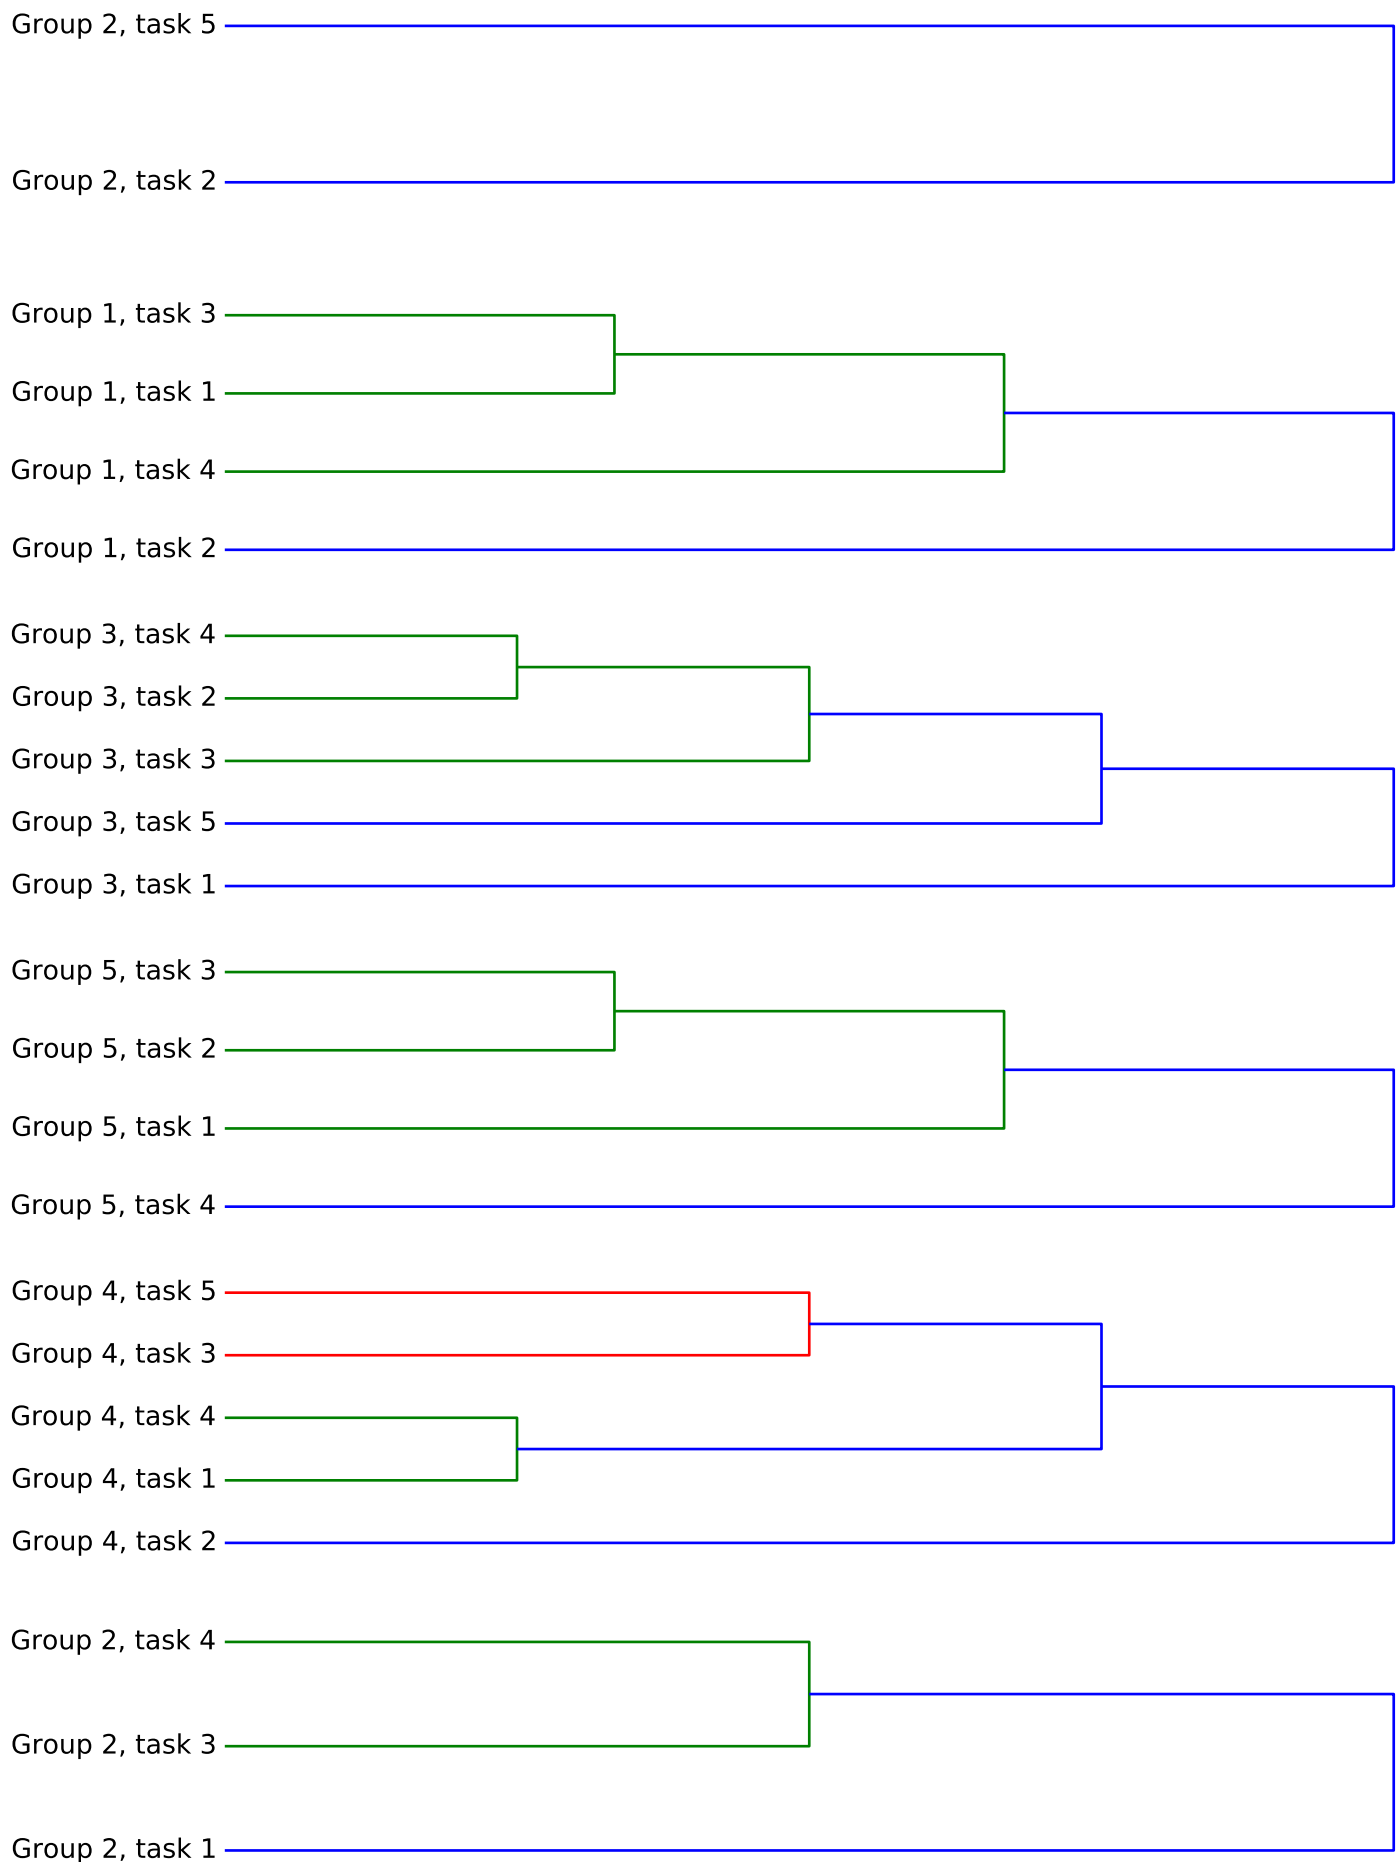 Group 2, task 5
Group 2, task 2
Group 1, task 3
Group 1, task 1
Group 1, task 4
Group 1, task 2
Group 3, task 4
Group 3, task 2
Group 3, task 3
Group 3, task 5
Group 3, task 1
Group 5, task 3
Group 5, task 2
Group 5, task 1
Group 5, task 4
Group 4, task 5
Group 4, task 3
Group 4, task 4
Group 4, task 1
Group 4, task 2
Group 2, task 4
Group 2, task 3
Group 2, task 1